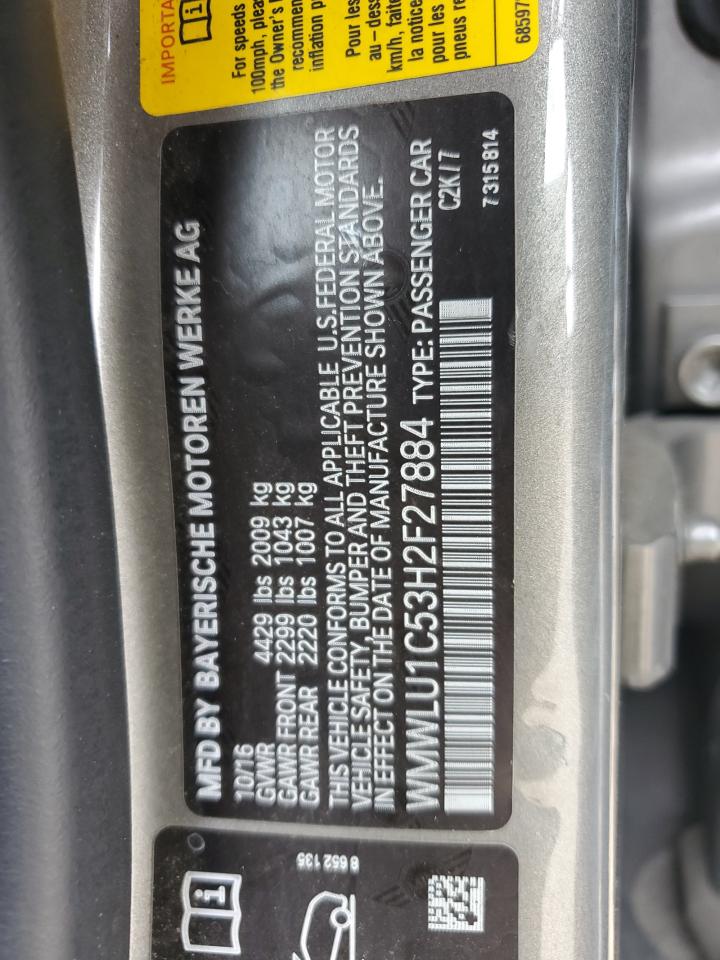 MFD BY BAYERISCHE MOTOREN WERKE AG
10/16
GVWR 4429 lbs 2009 kg
GAWR FRONT 2299 lbs 1043 kg
GAWR REAR 2220 lbs 1007 kg
THIS VEHICLE CONFORMS TO ALL APPLICABLE U.S.FEDERAL MOTOR
VEHICLE SAFETY, BUMPER AND THEFT PREVENTION STANDARDS
IN EFFECT ON THE DATE OF MANUFACTURE SHOWN ABOVE.
WMWLU1C53H2F27884 TYPE: PASSENGER CAR
C2K/7
7315814
IMPORTA
For speeds
100mph, plea
the Owner's
recommen
inflation p
Pour les
au-dess
km/h, faite
la notice
pour les
pneus r
68597
8 652 135